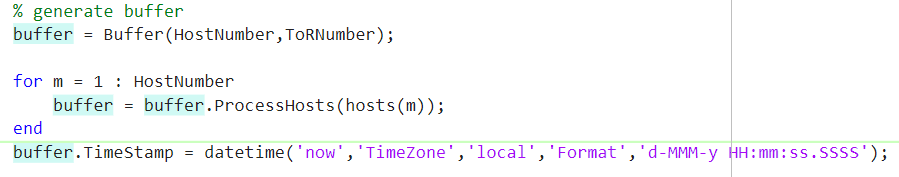 % generate buffer
buffer = Buffer(HostNumber,ToRNumber);
for m = 1 : HostNumber
buffer = buffer.ProcessHosts(hosts(m));
end
buffer.TimeStamp = datetime('now','TimeZone','local','Format','d-MMM-y HH:mm:ss.SSSS');